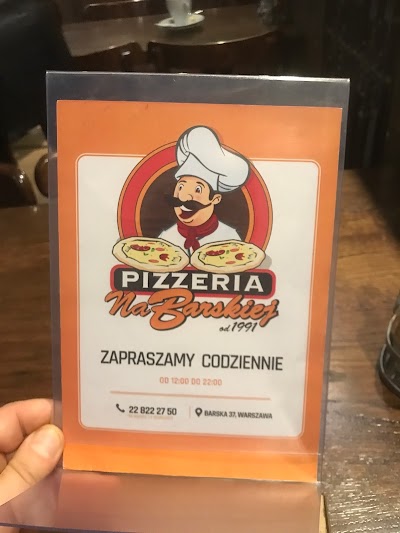 PIZZERIA
Na Barskiej
od 1991
ZAPRASZAMY CODZIENNIE
OD 12:00 DO 22:00
22 822 27 50
BARSKA 37, WARSZAWA